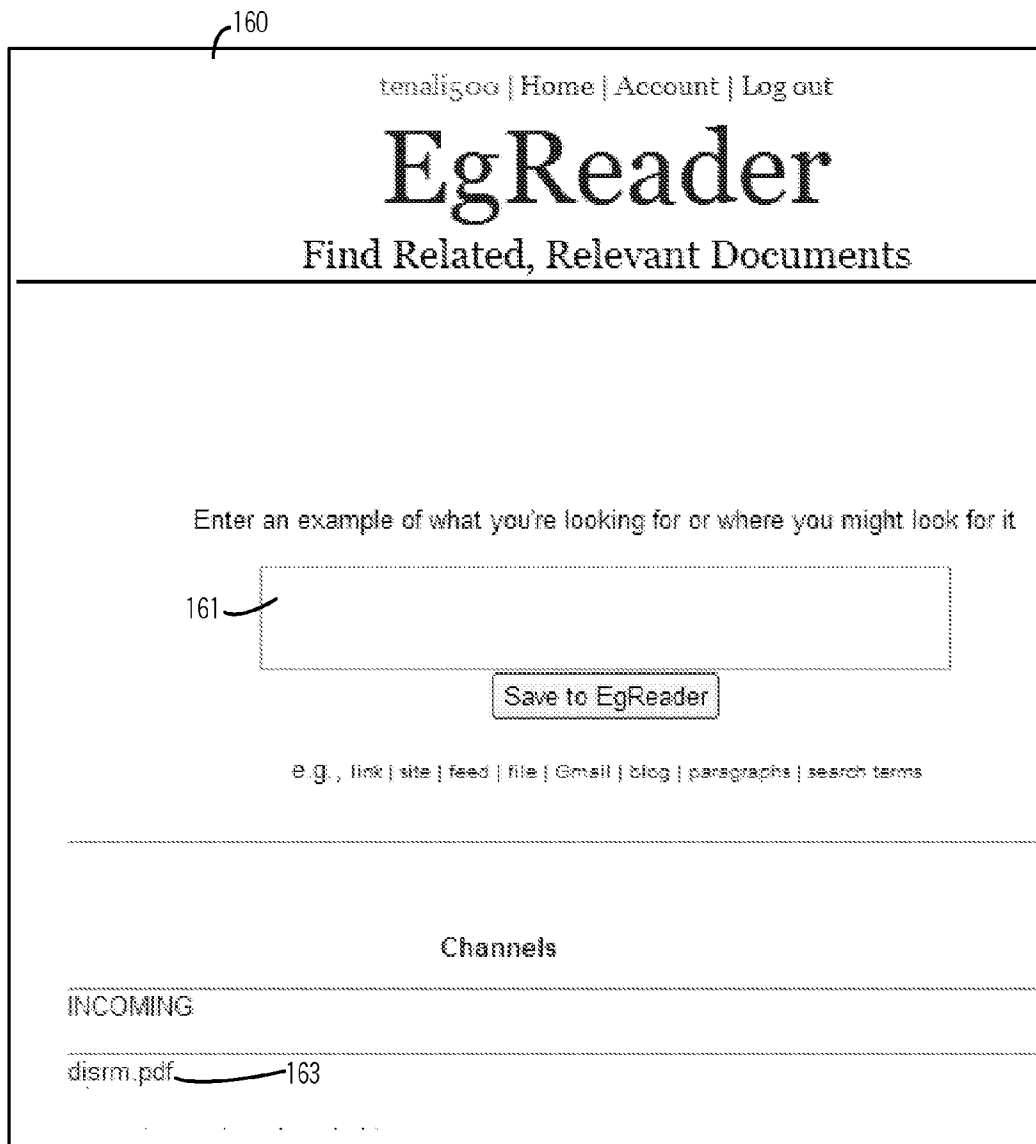 160
tenali500 | Home | Account | Log out
EgReader
Find Related, Relevant Documents
Enter an example of what you're looking for or where you might look for it
161
Save to EgReader
e.g., link | site | feed | file | Gmail | blog | paragraphs | search terms
Channels
INCOMING
disrm.pdf 163